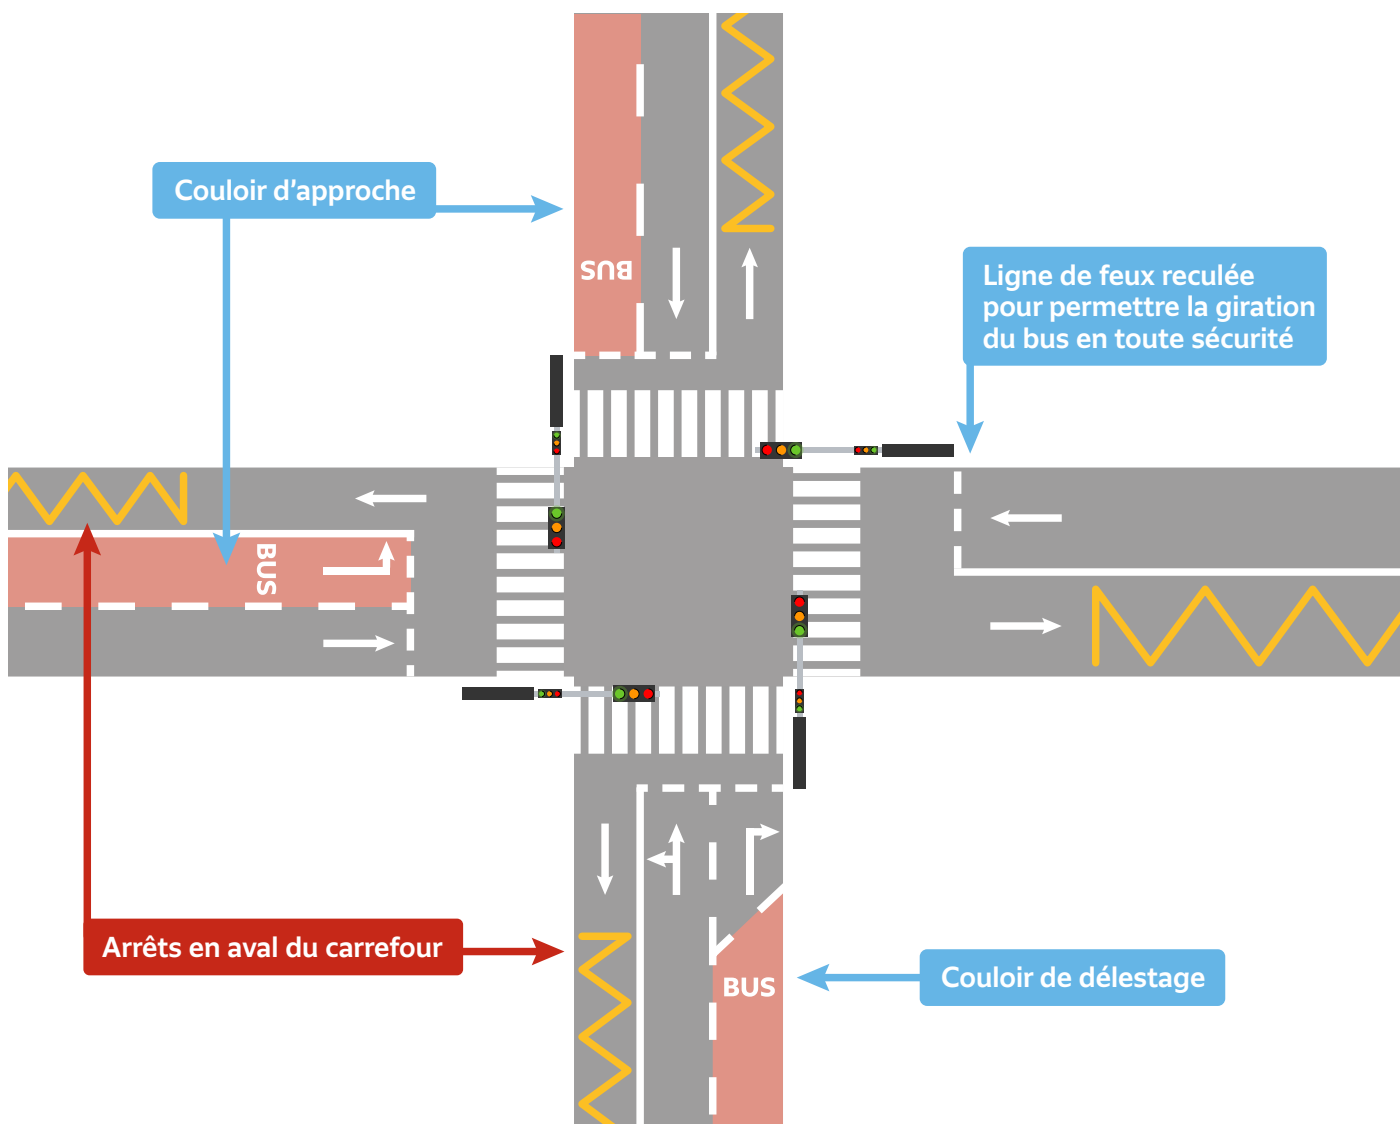 Couloir d'approche
BUS
Ligne de feux reculée
pour permettre la giration
du bus en toute sécurité
BUS
Arrêts en aval du carrefour
BUS
Couloir de délestage